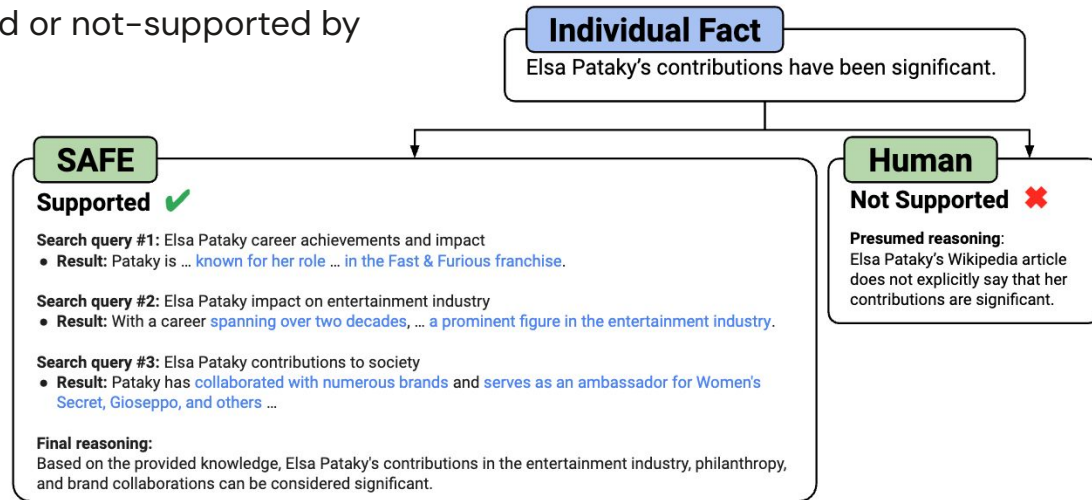 d or not-supported by
Individual Fact
Elsa Pataky's contributions have been significant.
SAFE
Supported ✔
Search query #1: Elsa Pataky career achievements and impact
● Result: Pataky is ... known for her role ... in the Fast & Furious franchise.
Search query #2: Elsa Pataky impact on entertainment industry
● Result: With a career spanning over two decades, ... a prominent figure in the entertainment industry.
Search query #3: Elsa Pataky contributions to society
● Result: Pataky has collaborated with numerous brands and serves as an ambassador for Women's
Secret, Gioseppo, and others ...
Final reasoning:
Based on the provided knowledge, Elsa Pataky's contributions in the entertainment industry, philanthropy,
and brand collaborations can be considered significant.
Human
Not Supported ✖
Presumed reasoning:
Elsa Pataky's Wikipedia article
does not explicitly say that her
contributions are significant.